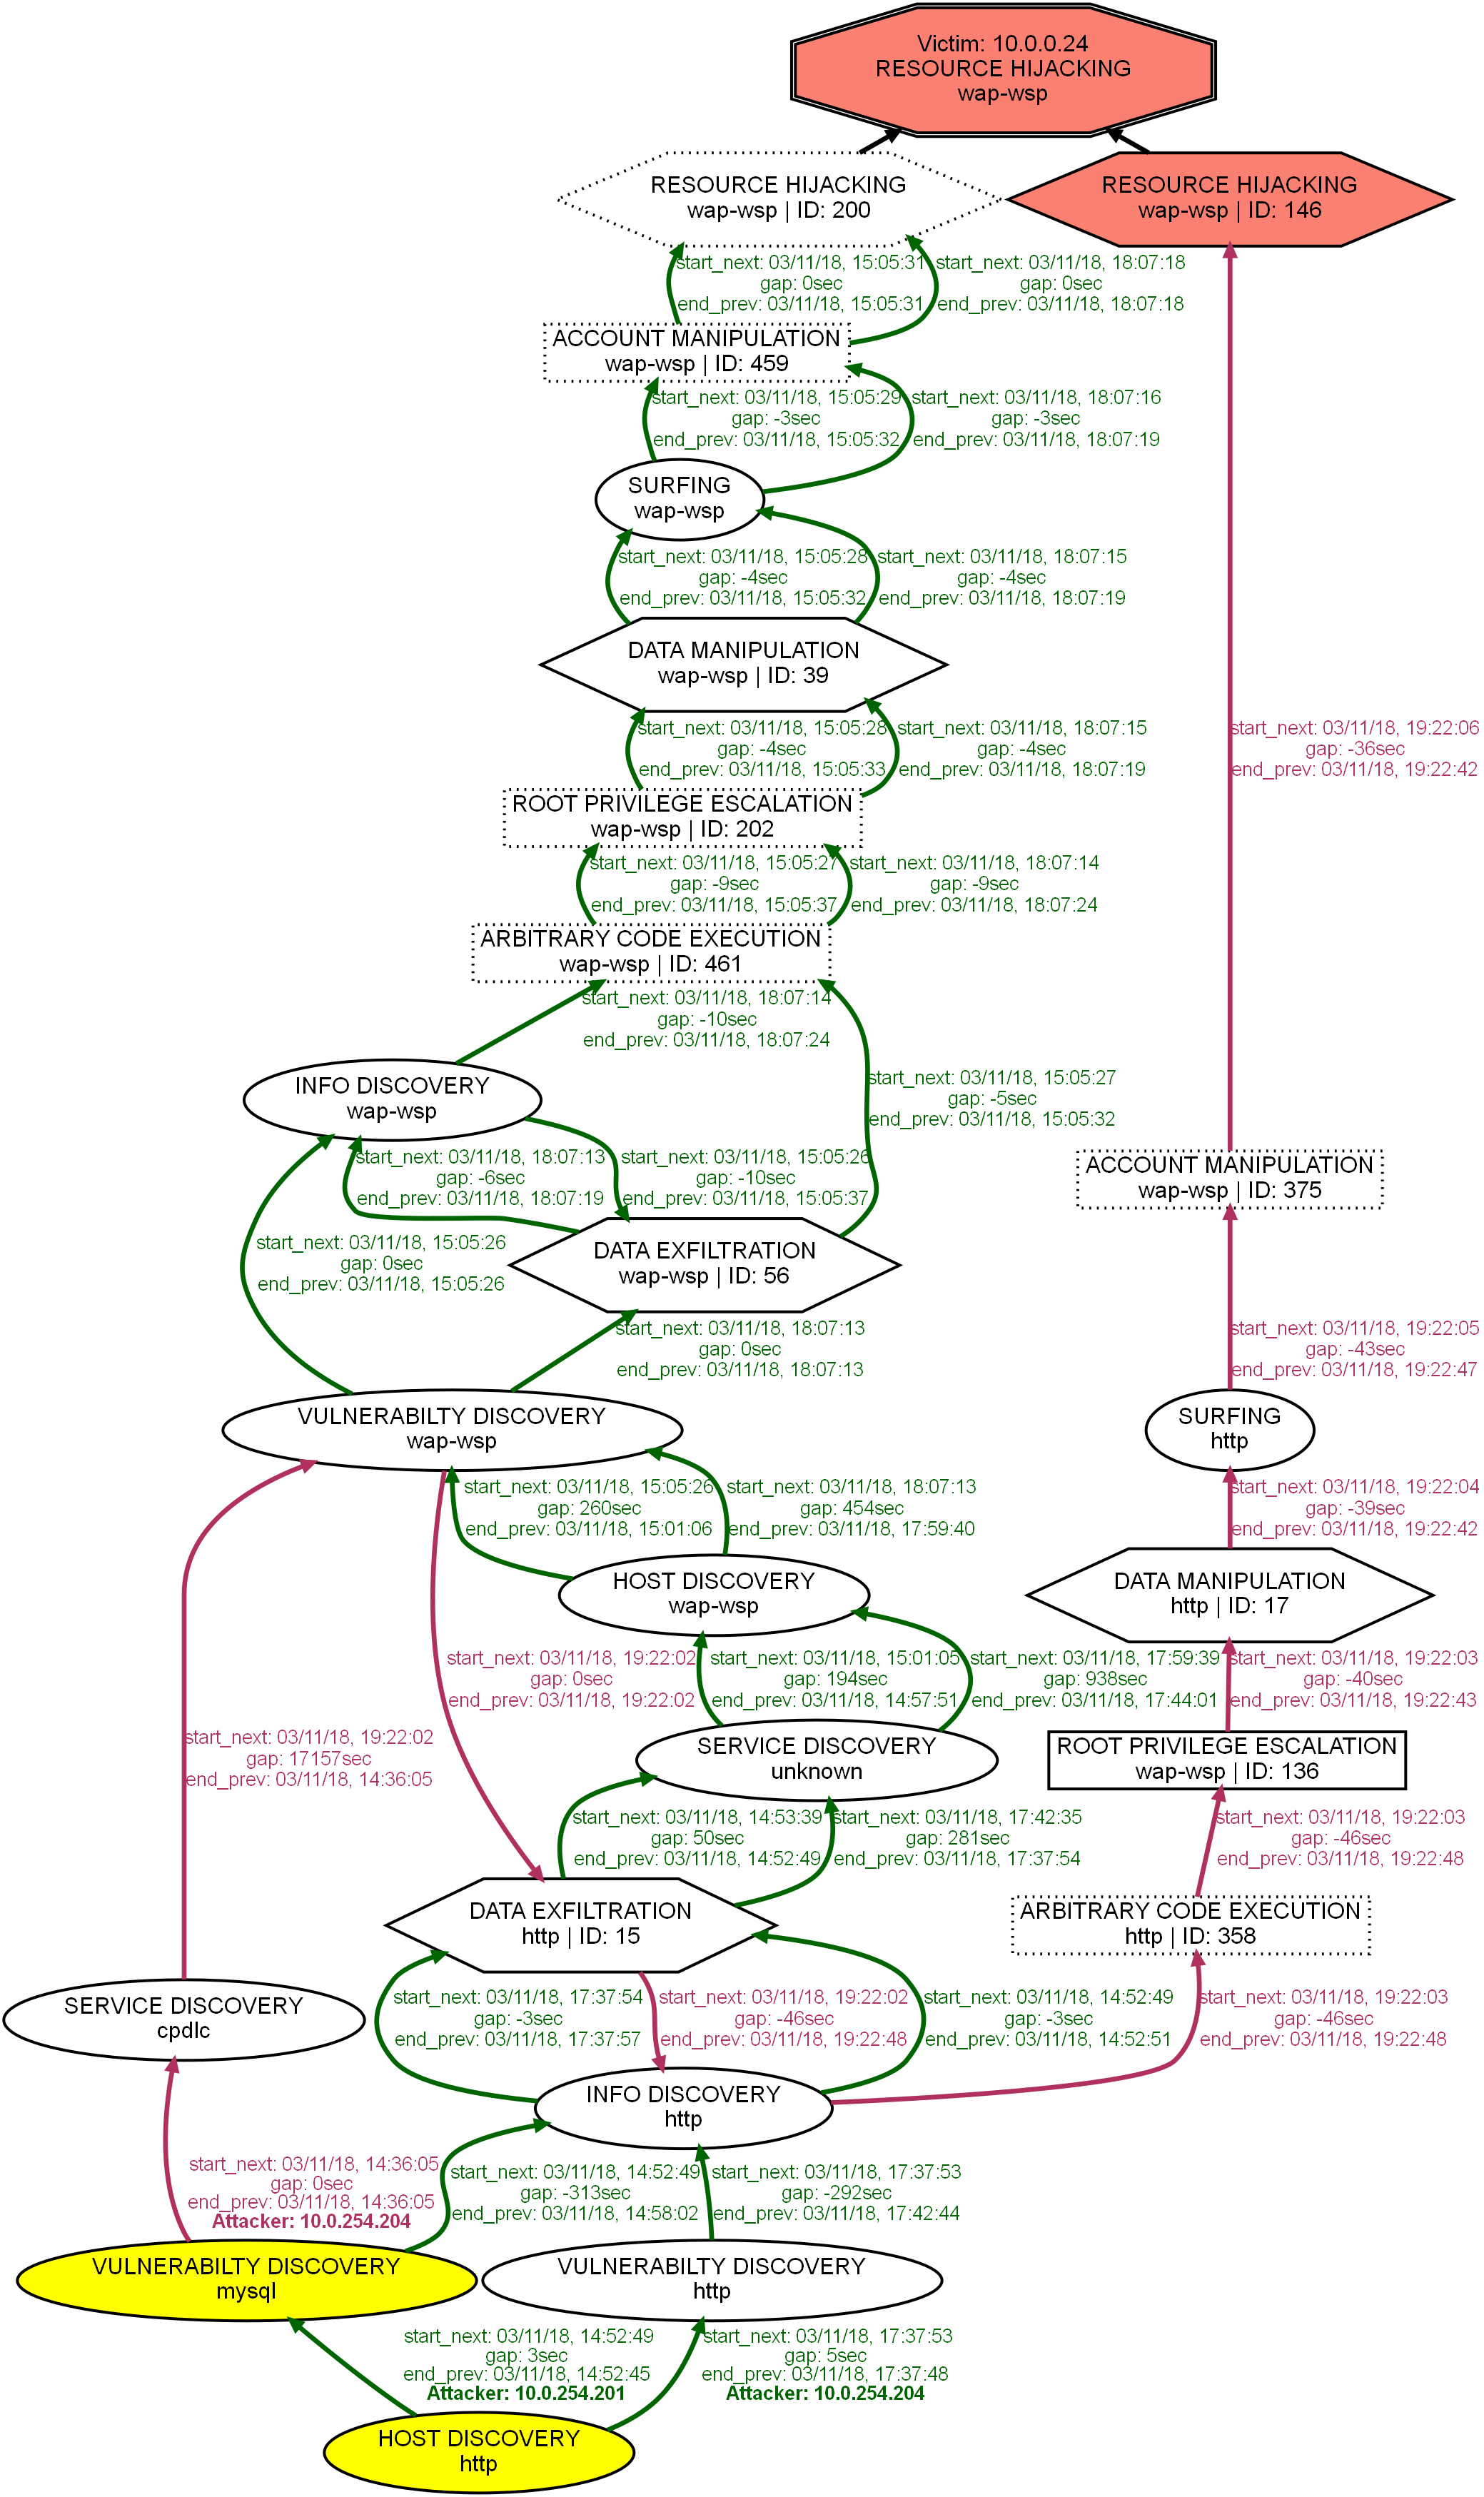 Victim: 10.0.0.24
RESOURCE HIJACKING
wap-wsp
RESOURCE HIJACKING
wap-wsp | ID: 200
RESOURCE HIJACKING
wap-wsp | ID: 146
start_next: 03/11/18, 15:05:31
gap: 0sec
end_prev: 03/11/18, 15:05:31
start_next: 03/11/18, 18:07:18
gap: 0sec
end_prev: 03/11/18, 18:07:18
ACCOUNT MANIPULATION
wap-wsp | ID: 459
start_next: 03/11/18, 15:05:29
gap: -3sec
end_prev: 03/11/18, 15:05:32
start_next: 03/11/18, 18:07:16
gap: -3sec
end_prev: 03/11/18, 18:07:19
SURFING
wap-wsp
start_next: 03/11/18, 15:05:28
gap: -4sec
end_prev: 03/11/18, 15:05:32
start_next: 03/11/18, 18:07:15
gap: -4sec
end_prev: 03/11/18, 18:07:19
DATA MANIPULATION
wap-wsp | ID: 39
start_next: 03/11/18, 15:05:28
gap: -4sec
end_prev: 03/11/18, 15:05:33
start_next: 03/11/18, 18:07:15
gap: -4sec
end_prev: 03/11/18, 18:07:19
start_next: 03/11/18, 19:22:06
gap: -36sec
end_prev: 03/11/18, 19:22:42
ROOT PRIVILEGE ESCALATION
wap-wsp | ID: 202
start_next: 03/11/18, 15:05:27
gap: -9sec
end_prev: 03/11/18, 15:05:37
start_next: 03/11/18, 18:07:14
gap: -9sec
end_prev: 03/11/18, 18:07:24
ARBITRARY CODE EXECUTION
wap-wsp | ID: 461
start_next: 03/11/18, 18:07:14
gap: -10sec
end_prev: 03/11/18, 18:07:24
start_next: 03/11/18, 15:05:27
gap: -5sec
end_prev: 03/11/18, 15:05:32
INFO DISCOVERY
wap-wsp
start_next: 03/11/18, 18:07:13
gap: -6sec
end_prev: 03/11/18, 18:07:19
start_next: 03/11/18, 15:05:26
gap: -10sec
end_prev: 03/11/18, 15:05:37
ACCOUNT MANIPULATION
wap-wsp | ID: 375
start_next: 03/11/18, 15:05:26
gap: 0sec
end_prev: 03/11/18, 15:05:26
DATA EXFILTRATION
wap-wsp | ID: 56
start_next: 03/11/18, 18:07:13
gap: 0sec
end_prev: 03/11/18, 18:07:13
start_next: 03/11/18, 19:22:05
gap: -43sec
end_prev: 03/11/18, 19:22:47
VULNERABILTY DISCOVERY
wap-wsp
SURFING
http
start_next: 03/11/18, 15:05:26
gap: 260sec
end_prev: 03/11/18, 15:01:06
start_next: 03/11/18, 18:07:13
gap: 454sec
end_prev: 03/11/18, 17:59:40
start_next: 03/11/18, 19:22:04
gap: -39sec
end_prev: 03/11/18, 19:22:42
HOST DISCOVERY
wap-wsp
DATA MANIPULATION
http | ID: 17
start_next: 03/11/18, 19:22:02
gap: 0sec
end_prev: 03/11/18, 19:22:02
start_next: 03/11/18, 15:01:05
gap: 194sec
end_prev: 03/11/18, 14:57:51
start_next: 03/11/18, 17:59:39
gap: 938sec
end_prev: 03/11/18, 17:44:01
start_next: 03/11/18, 19:22:03
gap: -40sec
end_prev: 03/11/18, 19:22:43
start_next: 03/11/18, 19:22:02
gap: 17157sec
end_prev: 03/11/18, 14:36:05
SERVICE DISCOVERY
unknown
ROOT PRIVILEGE ESCALATION
wap-wsp | ID: 136
start_next: 03/11/18, 14:53:39
gap: 50sec
end_prev: 03/11/18, 14:52:49
start_next: 03/11/18, 17:42:35
gap: 281sec
end_prev: 03/11/18, 17:37:54
start_next: 03/11/18, 19:22:03
gap: -46sec
end_prev: 03/11/18, 19:22:48
DATA EXFILTRATION
http | ID: 15
ARBITRARY CODE EXECUTION
http | ID: 358
SERVICE DISCOVERY
cpdlc
start_next: 03/11/18, 17:37:54
gap: -3sec
end_prev: 03/11/18, 17:37:57
start_next: 03/11/18, 19:22:02
gap: -46sec
end_prev: 03/11/18, 19:22:48
start_next: 03/11/18, 14:52:49
gap: -3sec
end_prev: 03/11/18, 14:52:51
start_next: 03/11/18, 19:22:03
gap: -46sec
end_prev: 03/11/18, 19:22:48
INFO DISCOVERY
http
start_next: 03/11/18, 14:36:05
gap: 0sec
end_prev: 03/11/18, 14:36:05
Attacker: 10.0.254.204
start_next: 03/11/18, 14:52:49
gap: -313sec
end_prev: 03/11/18, 14:58:02
start_next: 03/11/18, 17:37:53
gap: -292sec
end_prev: 03/11/18, 17:42:44
VULNERABILTY DISCOVERY
mysql
VULNERABILTY DISCOVERY
http
start_next: 03/11/18, 14:52:49
gap: 3sec
end_prev: 03/11/18, 14:52:45
Attacker: 10.0.254.201
start_next: 03/11/18, 17:37:53
gap: 5sec
end_prev: 03/11/18, 17:37:48
Attacker: 10.0.254.204
HOST DISCOVERY
http